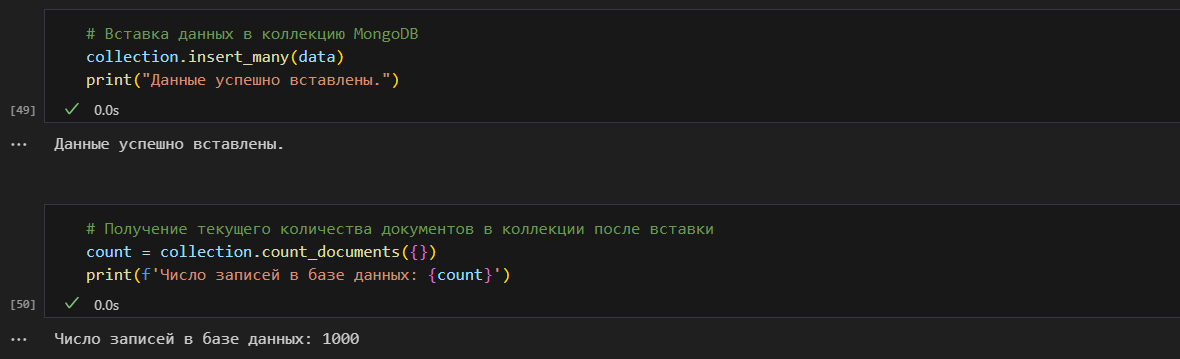 # Вставка данных в коллекцию MongoDB
collection.insert_many(data)
print("Данные успешно вставлены.")
[49] 0.0s
... Данные успешно вставлены.
# Получение текущего количества документов в коллекции после вставки
count = collection.count_documents({})
print(f'Число записей в базе данных: {count}')
[50] 0.0s
... Число записей в базе данных: 1000